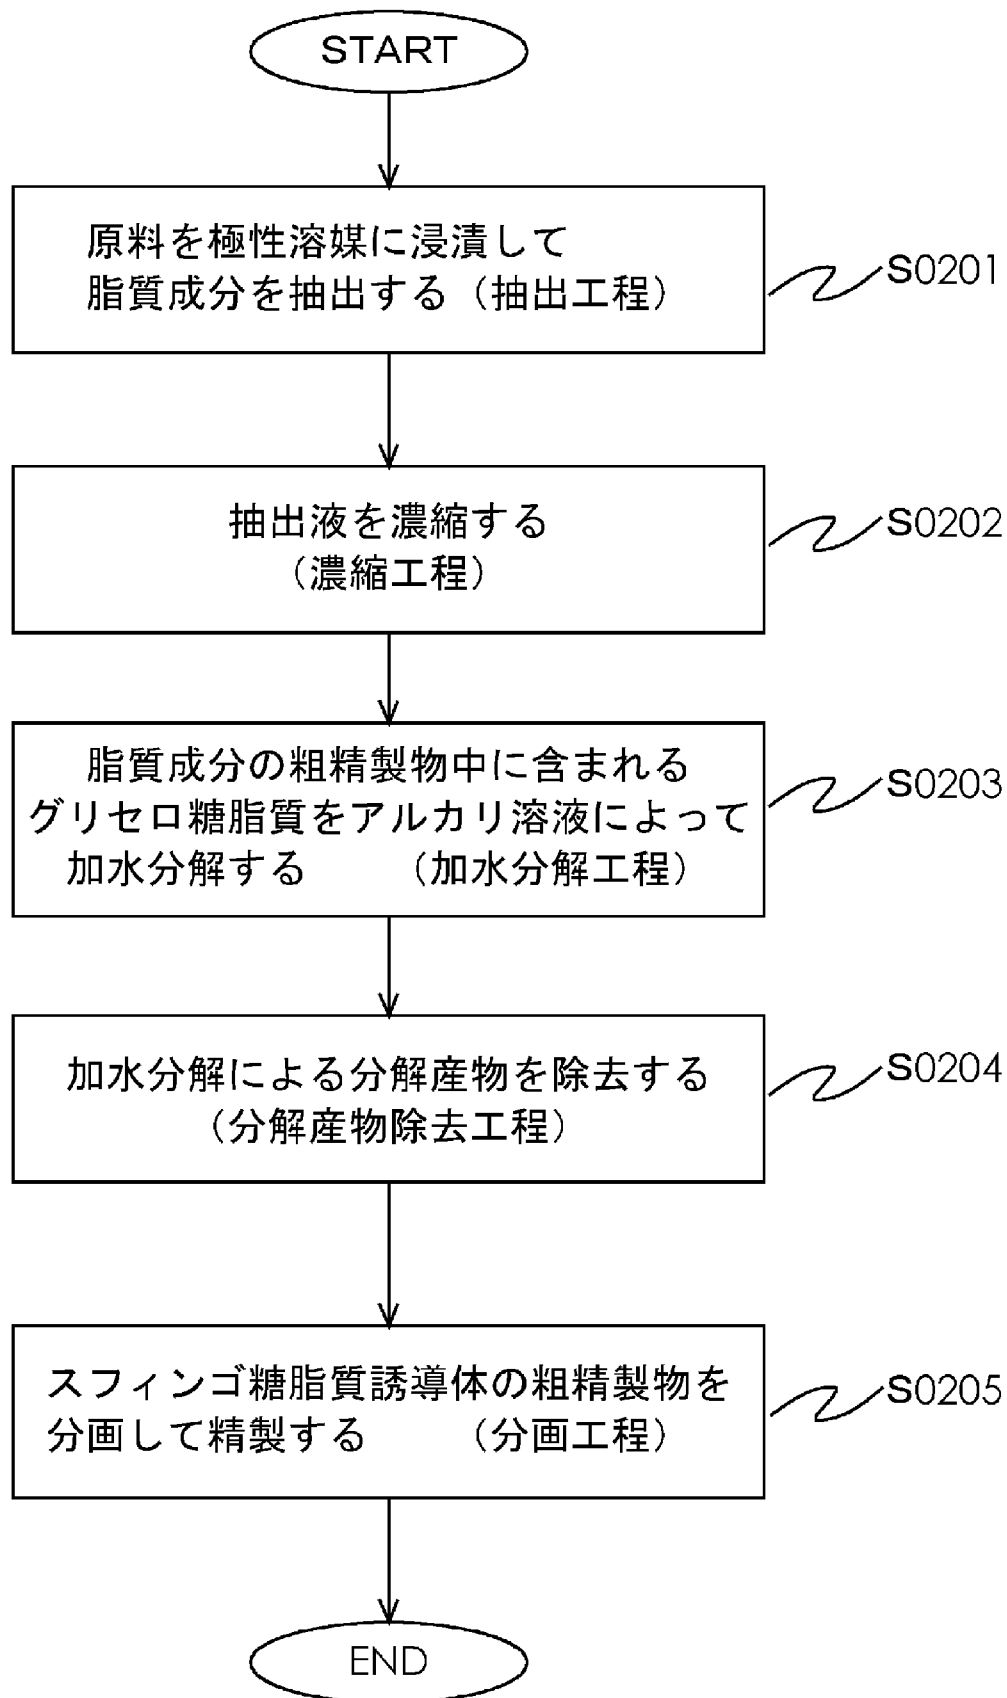 START
原料を極性溶媒に浸漬して
脂質成分を抽出する（抽出工程）
S0201
抽出液を濃縮する
（濃縮工程）
S0202
脂質成分の粗精製物中に含まれる
グリセロ糖脂質をアルカリ溶液によって
加水分解する　　（加水分解工程）
S0203
加水分解による分解産物を除去する
（分解産物除去工程）
S0204
スフィンゴ糖脂質誘導体の粗精製物を
分画して精製する　　（分画工程）
S0205
END